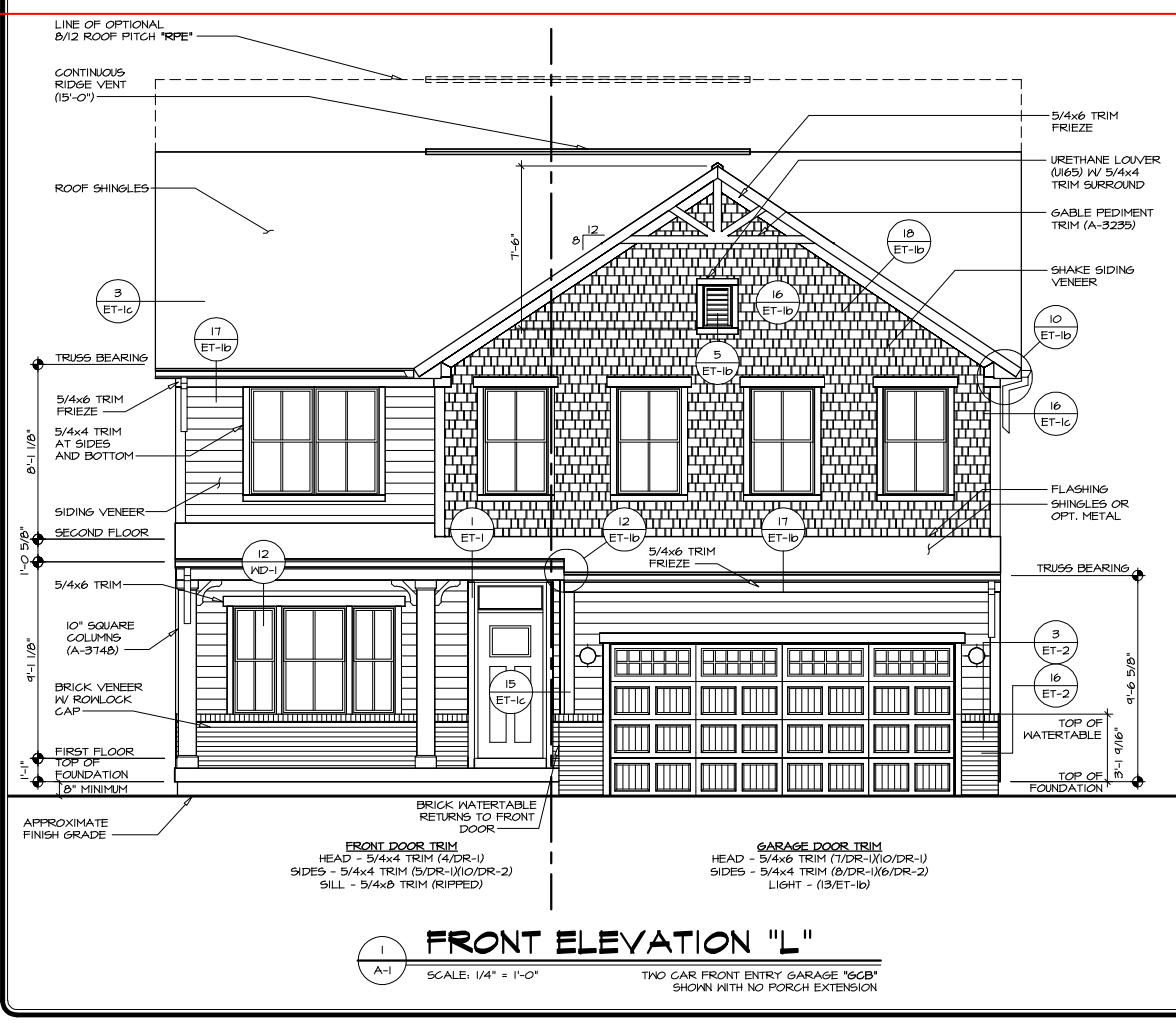 LINE OF OPTIONAL
8/12 ROOF PITCH "RPE"
CONTINUOUS
RIDGE VENT
(15'-0")
ROOF SHINGLES
3
ET-1c
17
ET-1b
TRUSS BEARING
5/4x6 TRIM
FRIEZE
5/4x4 TRIM
AT SIDES
AND BOTTOM
8'-1 1/8"
SIDING VENEER
SECOND FLOOR
1'-0 5/8"
12
WD-1
5/4x6 TRIM
10" SQUARE
COLUMNS
(A-3748)
9'-1 1/8"
BRICK VENEER
W/ ROWLOCK
CAP
FIRST FLOOR
TOP OF
FOUNDATION
1'-1"
8" MINIMUM
APPROXIMATE
FINISH GRADE
7'-6"
12
8
5/4x6 TRIM
FRIEZE
URETHANE LOUVER
(U165) W/ 5/4x4
TRIM SURROUND
GABLE PEDIMENT
TRIM (A-3235)
18
ET-1b
SHAKE SIDING
VENEER
16
ET-1b
10
ET-1b
5
ET-1b
16
ET-1c
FLASHING
SHINGLES OR
OPT. METAL
1
ET-1
12
ET-1b
17
ET-1b
5/4x6 TRIM
FRIEZE
TRUSS BEARING
3
ET-2
16
ET-2
15
ET-1c
9'-6 5/8"
TOP OF
WATERTABLE
3'-1 9/16"
TOP OF
FOUNDATION
BRICK WATERTABLE
RETURNS TO FRONT
DOOR
FRONT DOOR TRIM
HEAD - 5/4x4 TRIM (4/DR-1)
SIDES - 5/4x4 TRIM (5/DR-1)(10/DR-2)
SILL - 5/4x8 TRIM (RIPPED)
GARAGE DOOR TRIM
HEAD - 5/4x6 TRIM (7/DR-1)(10/DR-1)
SIDES - 5/4x4 TRIM (8/DR-1)(6/DR-2)
LIGHT - (13/ET-1b)
1
A-1
FRONT ELEVATION "L"
SCALE: 1/4" = 1'-0"
TWO CAR FRONT ENTRY GARAGE "GCB"
SHOWN WITH NO PORCH EXTENSION